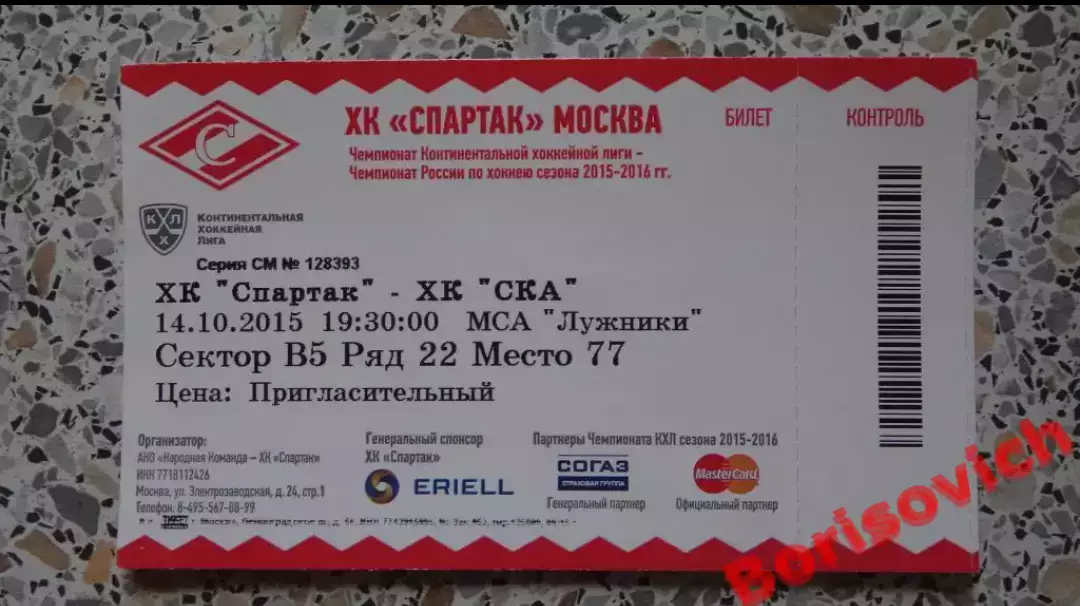 ХК «СПАРТАК» МОСКВА
БИЛЕТ
КОНТРОЛЬ
Чемпионат Континентальной хоккейной лиги -
Чемпионат России по хоккею сезона 2015-2016 гг.
С
КХЛ
Континентальная
Хоккейная
Лига
Серия СМ № 128393
ХК "Спартак" - ХК "СКА"
14.10.2015 19:30:00 МСА "Лужники"
Сектор В5 Ряд 22 Место 77
Цена: Пригласительный
Организатор:
АНО «Народная Команда – ХК «Спартак»
ИНН 7718112426
Москва, ул. Электрозаводская, д. 24, стр.1
Телефон: 8-495-567-08-99
Генеральный спонсор
ХК «Спартак»
ERIELL
Партнеры Чемпионата КХЛ сезона 2015-2016
СОГАЗ
СТРАХОВАЯ ГРУППА
Генеральный партнер
MasterCard
Официальный партнер
Borisovich